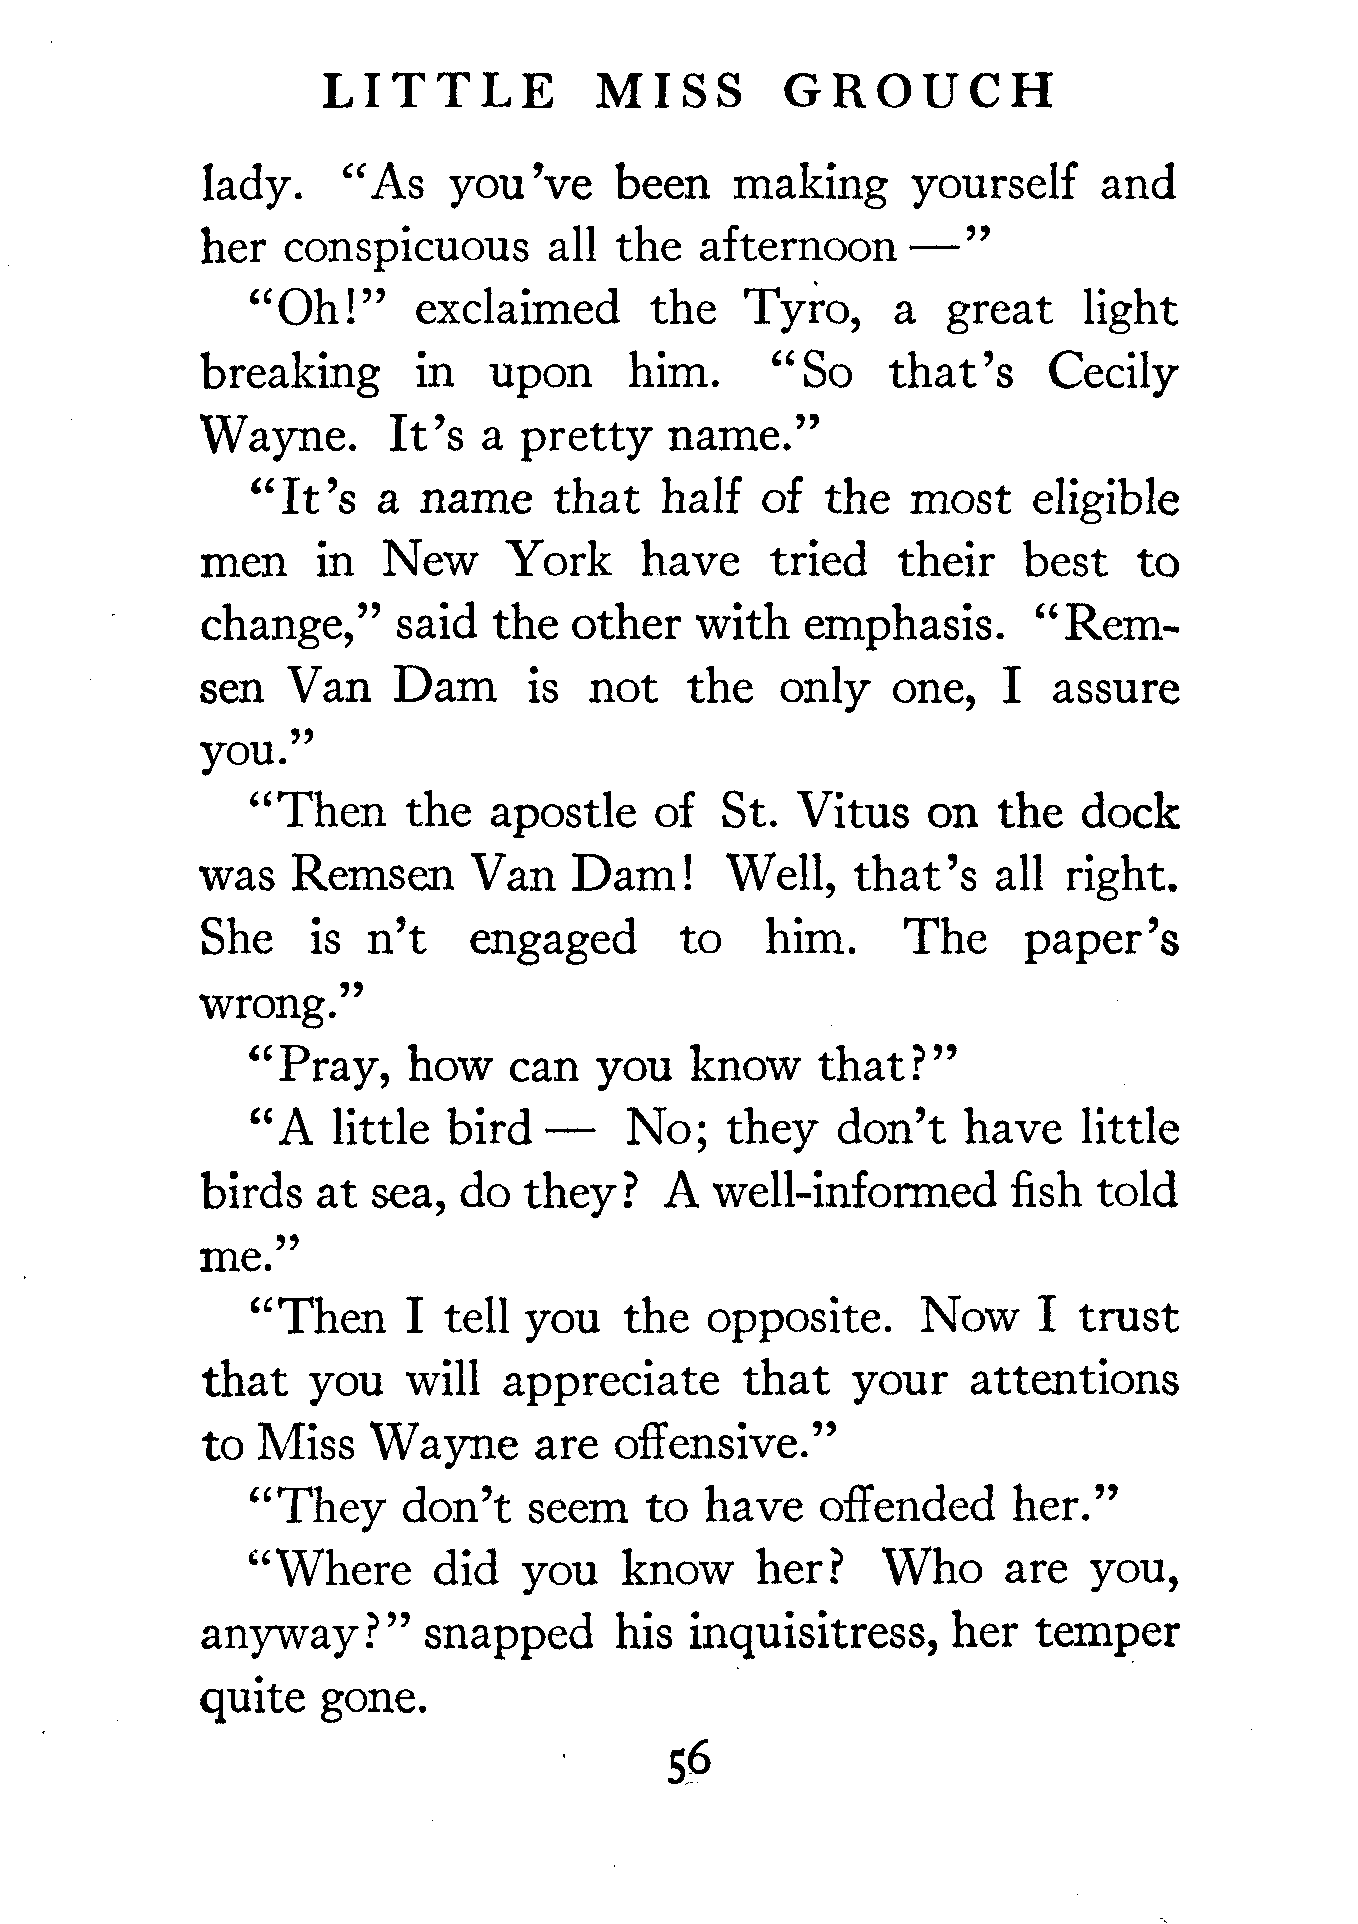 LITTLE MISS GROUCH
lady. “As you’ve been making yourself and
her conspicuous all the afternoon —”
“Oh!” exclaimed the Tyro, a great light
breaking in upon him. “So that’s Cecily
Wayne. It’s a pretty name.”
“It’s a name that half of the most eligible
men in New York have tried their best to
change,” said the other with emphasis. “Rem-
sen Van Dam is not the only one, I assure
you.”
“Then the apostle of St. Vitus on the dock
was Remsen Van Dam! Well, that’s all right.
She is n’t engaged to him. The paper’s
wrong.”
“Pray, how can you know that?”
“A little bird — No; they don’t have little
birds at sea, do they? A well-informed fish told
me.”
“Then I tell you the opposite. Now I trust
that you will appreciate that your attentions
to Miss Wayne are offensive.”
“They don’t seem to have offended her.”
“Where did you know her? Who are you,
anyway?” snapped his inquisitress, her temper
quite gone.
56